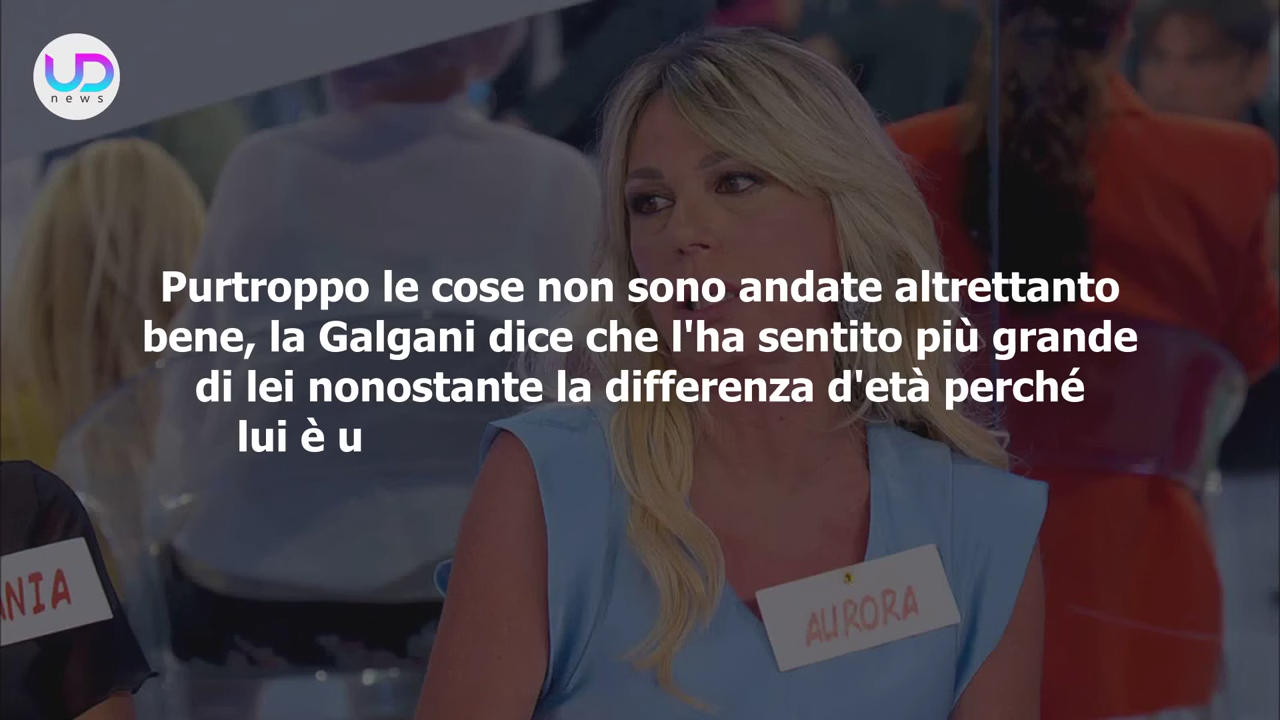 UD
news
Purtroppo le cose non sono andate altrettanto
bene, la Galgani dice che l'ha sentito più grande
di lei nonostante la differenza d'età perché
lui è u
ANIA
AURORA